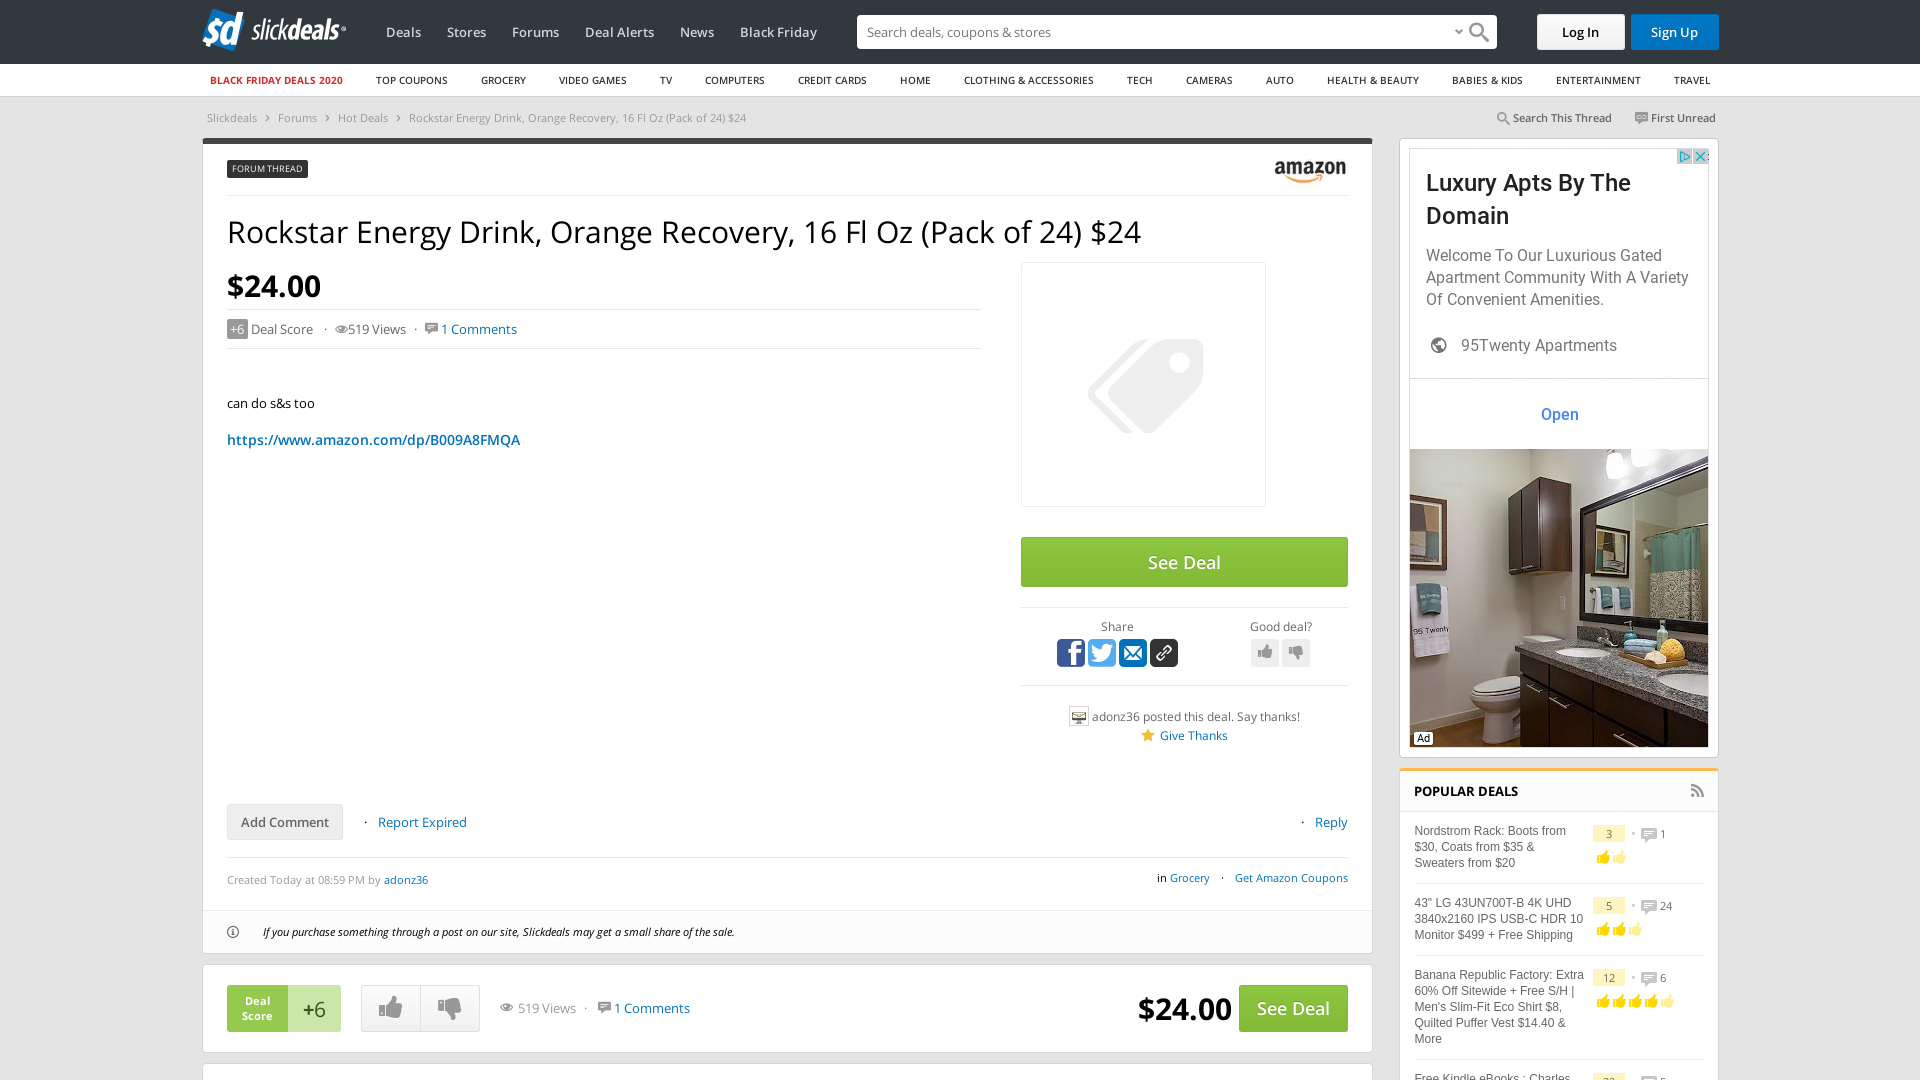 slickdeals
Deals
Stores
Forums
Deal Alerts
News
Black Friday
Search deals, coupons & stores
Log In
Sign Up
BLACK FRIDAY DEALS 2020
TOP COUPONS
GROCERY
VIDEO GAMES
TV
COMPUTERS
CREDIT CARDS
HOME
CLOTHING & ACCESSORIES
TECH
CAMERAS
AUTO
HEALTH & BEAUTY
BABIES & KIDS
ENTERTAINMENT
TRAVEL
Slickdeals › Forums › Hot Deals › Rockstar Energy Drink, Orange Recovery, 16 Fl Oz (Pack of 24) $24
Search This Thread
First Unread
FORUM THREAD
amazon
Rockstar Energy Drink, Orange Recovery, 16 Fl Oz (Pack of 24) $24
$24.00
+6 Deal Score · 519 Views · 1 Comments
can do s&s too
https://www.amazon.com/dp/B009A8FMQA
See Deal
Share
Good deal?
adonz36 posted this deal. Say thanks!
Give Thanks
Add Comment
· Report Expired
· Reply
Created Today at 08:59 PM by adonz36
in Grocery · Get Amazon Coupons
If you purchase something through a post on our site, Slickdeals may get a small share of the sale.
Deal
Score
+6
519 Views · 1 Comments
$24.00
See Deal
Luxury Apts By The
Domain
Welcome To Our Luxurious Gated
Apartment Community With A Variety
Of Convenient Amenities.
95Twenty Apartments
Open
95 Twenty
Ad
POPULAR DEALS
Nordstrom Rack: Boots from
$30, Coats from $35 &
Sweaters from $20
3 • 1
43" LG 43UN700T-B 4K UHD
3840x2160 IPS USB-C HDR 10
Monitor $499 + Free Shipping
5 • 24
Banana Republic Factory: Extra
60% Off Sitewide + Free S/H |
Men's Slim-Fit Eco Shirt $8,
Quilted Puffer Vest $14.40 &
More
12 • 6
Free Kindle eBooks : Charles